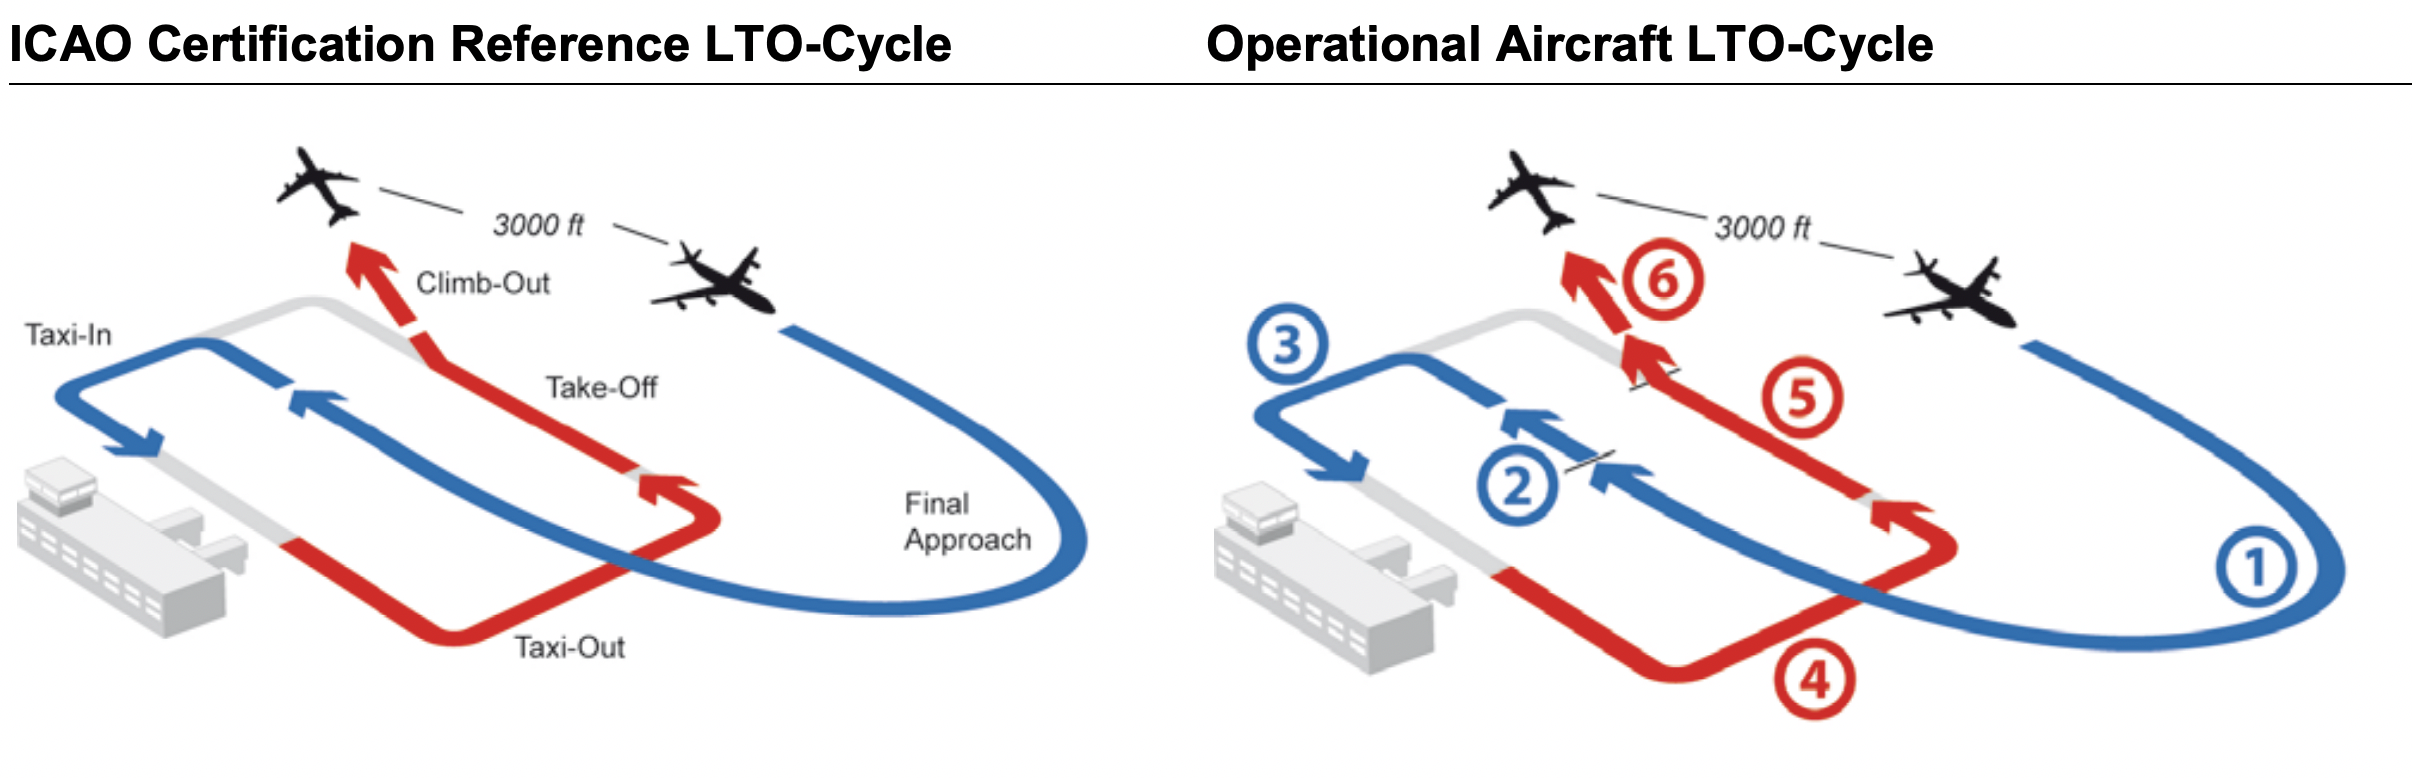 ICAO Certification Reference LTO-Cycle
3000 ft
Climb-Out
Taxi-In
Take-Off
Final
Approach
Taxi-Out
Operational Aircraft LTO-Cycle
3000 ft
6
3
5
2
1
4